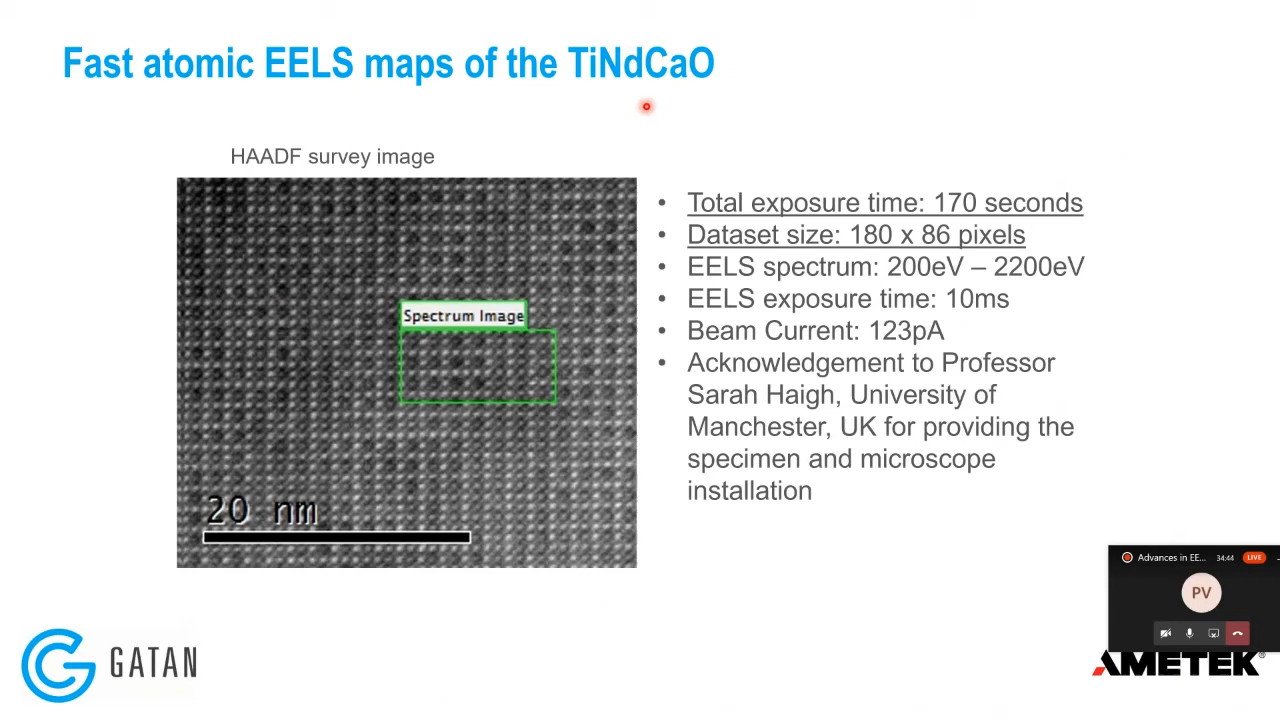 Fast atomic EELS maps of the TiNdCaO
HAADF survey image
Spectrum Image
20 nm
• Total exposure time: 170 seconds
• Dataset size: 180 x 86 pixels
• EELS spectrum: 200eV – 2200eV
• EELS exposure time: 10ms
• Beam Current: 123pA
• Acknowledgement to Professor
Sarah Haigh, University of
Manchester, UK for providing the
specimen and microscope
installation
Advances in EE... 34:44 LIVE
PV
GATAN
AMETEK®